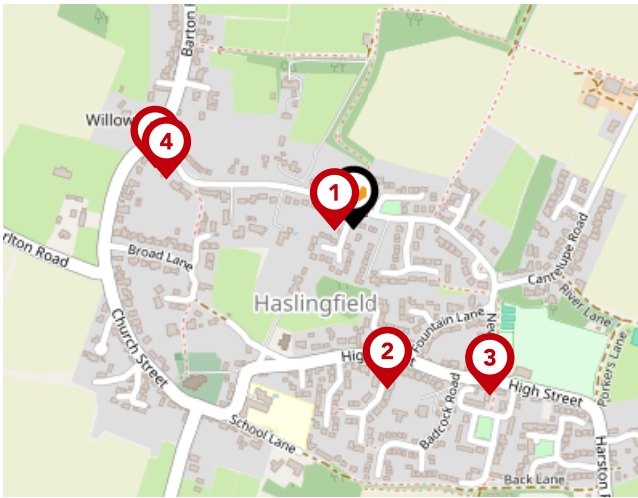 Barton R
Willow
4
1
rlton Road
Broad Lane
Cantelupe Road
River Lane
Haslingfield
Church Street
Fountain Lane
New
Porkers Lane
High
2
3
High Street
Badcock Road
School Lane
Harston R
Back Lane